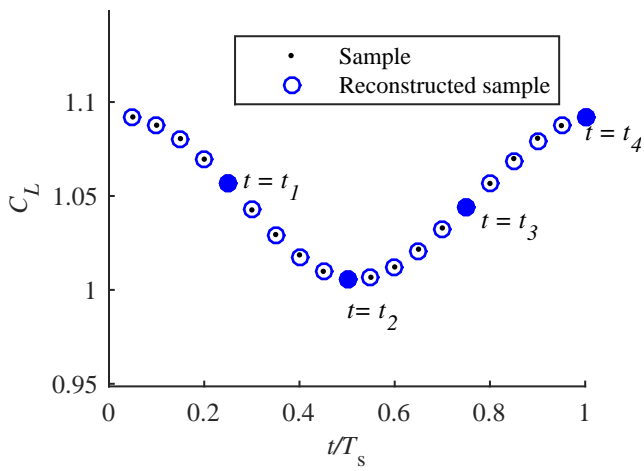 Sample
Reconstructed sample
1.1
1.05
1
0.95
C_L
t = t_1
t= t_2
t = t_3
t = t_4
0
0.2
0.4
0.6
0.8
1
t/T_s